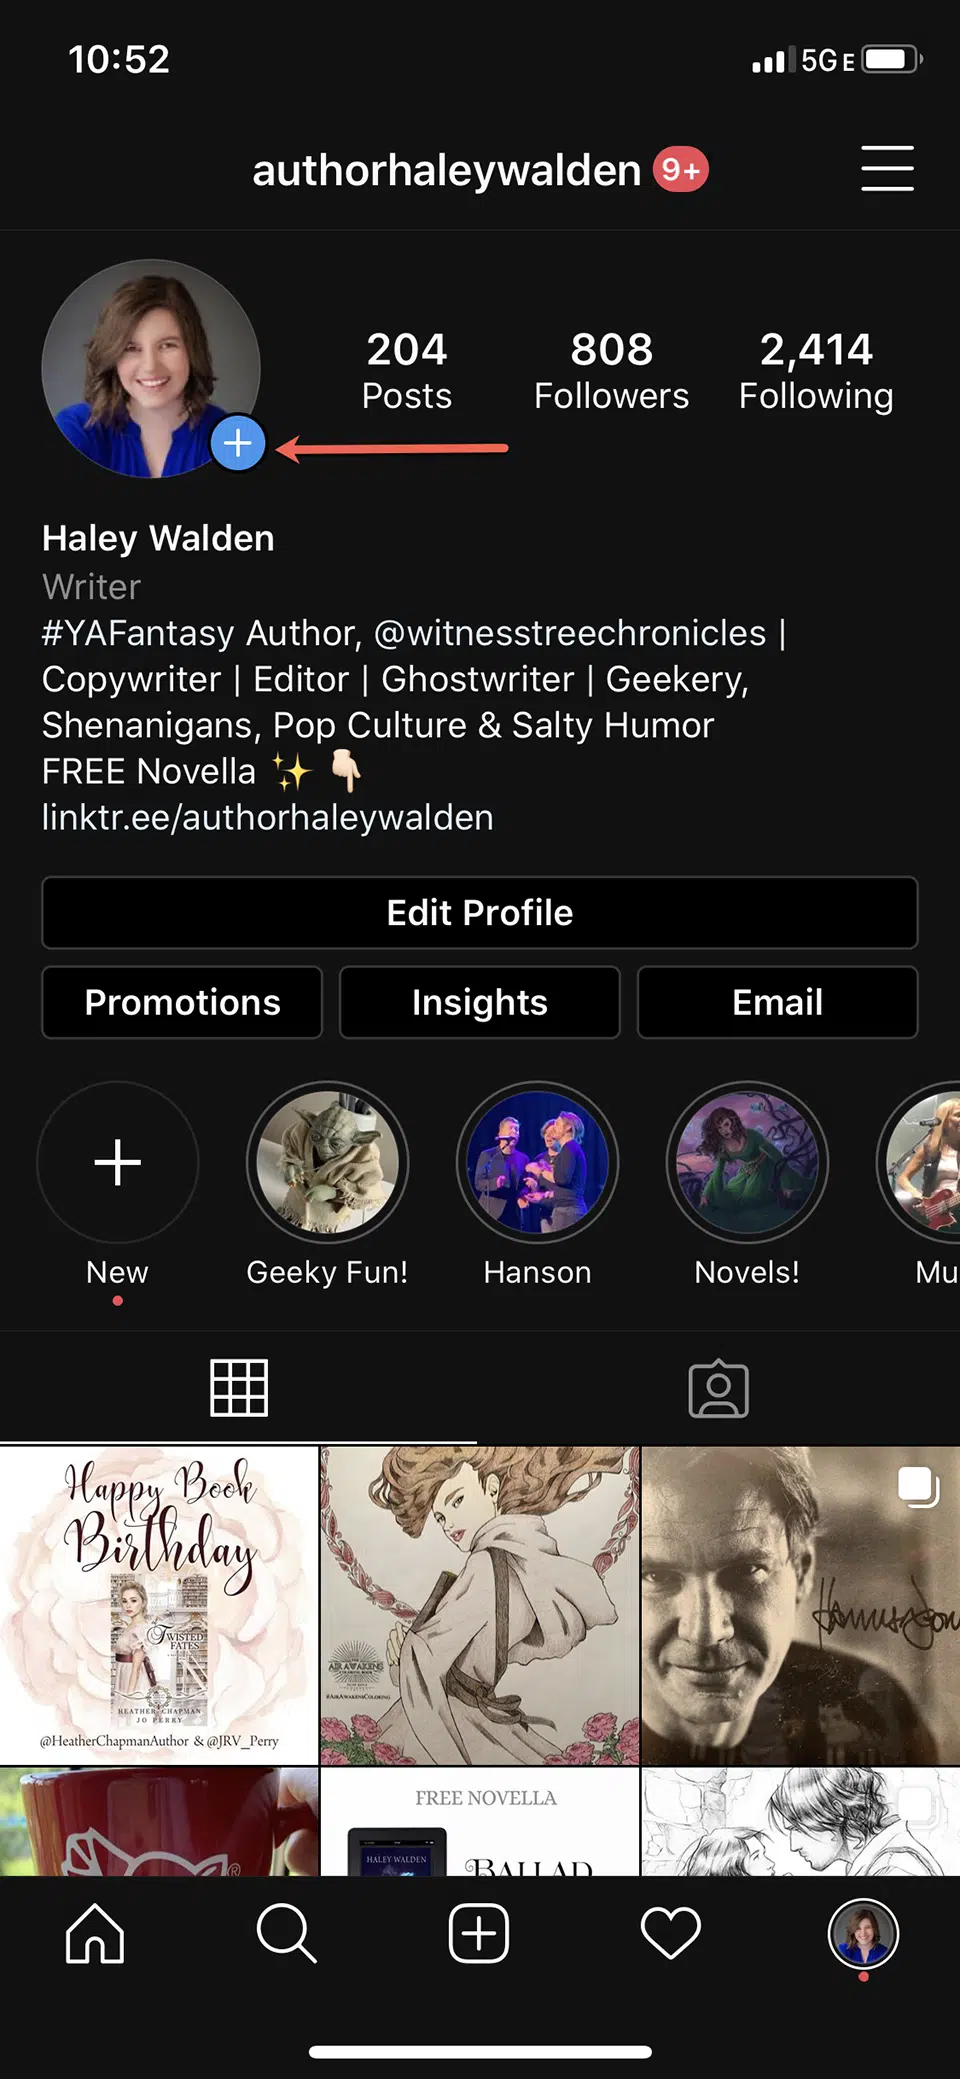 10:52
5G E
authorhaleywalden 9+
204 808 2,414
Posts Followers Following
Haley Walden
Writer
#YAFantasy Author, @witnesstreechronicles |
Copywriter | Editor | Ghostwriter | Geekery,
Shenanigans, Pop Culture & Salty Humor
FREE Novella ✨ 👇🏻
linktr.ee/authorhaleywalden
Edit Profile
Promotions Insights Email
New Geeky Fun! Hanson Novels! Mu
Happy Book
Birthday
TWISTED
FATES
HEATHER CHAPMAN
JO PERRY
@HeatherChapmanAuthor & @JRV_Perry
AIR AWAKENS
#AIRAWAKENSCOLORING
FREE NOVELLA
HALEY WALDEN
BALLAD
®